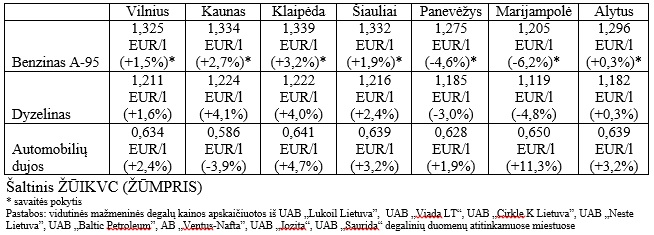 Vilnius Kaunas Klaipėda Šiauliai Panevėžys Marijampolė Alytus
1,325 1,334 1,339 1,332 1,275 1,205 1,296
EUR/l EUR/l EUR/l EUR/l EUR/l EUR/l EUR/l
Benzinas A-95 (+1,5%)* (+2,7%)* (+3,2%)* (+1,9%)* (-4,6%)* (-6,2%)* (+0,3%)*
1,211 1,224 1,222 1,216 1,185 1,119 1,182
EUR/l EUR/l EUR/l EUR/l EUR/l EUR/l EUR/l
Dyzelinas (+1,6%) (+4,1%) (+4,0%) (+2,4%) (-3,0%) (-4,8%) (+0,3%)
0,634 0,586 0,641 0,639 0,628 0,650 0,639
Automobilių EUR/l EUR/l EUR/l EUR/l EUR/l EUR/l EUR/l
dujos (+2,4%) (-3,9%) (+4,7%) (+3,2%) (+1,9%) (+11,3%) (+3,2%)
Šaltinis ŽŪIKVC (ŽŪMPRIS)
* savaitės pokytis
Pastabos: vidutinės mažmeninės degalų kainos apskaičiuotos iš UAB „Lukoil Lietuva”, UAB „Viada LT“, UAB „Cirkle K Lietuva”, UAB „Neste
Lietuva”, UAB „Baltic Petroleum”, AB „Ventus-Nafta”, UAB „Jozita”, UAB „Saurida” degalinių duomenų atitinkamuose miestuose